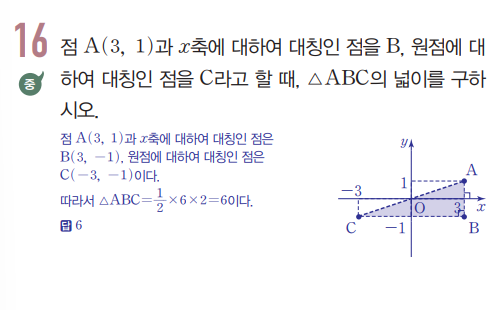 16
중
점 A(3, 1)과 x축에 대하여 대칭인 점을 B, 원점에 대
하여 대칭인 점을 C라고 할 때, △ABC의 넓이를 구하
시오.
점 A(3, 1)과 x축에 대하여 대칭인 점은
B(3, -1), 원점에 대하여 대칭인 점은
C(-3, -1)이다.
따라서 △ABC=1/2×6×2=6이다.
답 6
y
A
1
-3
O
3
x
C
-1
B